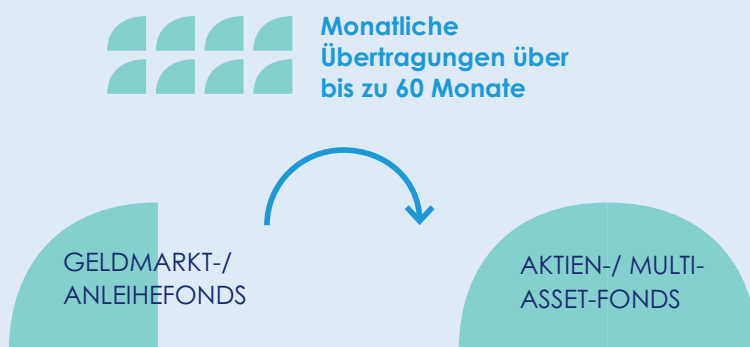 Monatliche
Übertragungen über
bis zu 60 Monate
GELDMARKT-/
ANLEIHEFONDS
AKTIEN-/ MULTI-
ASSET-FONDS